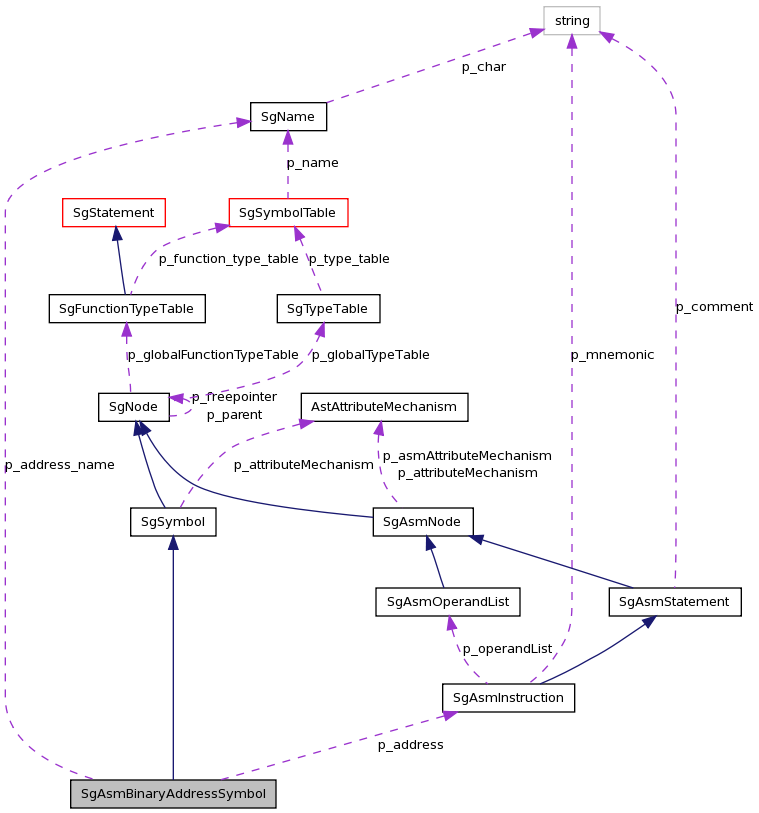 string
p_char
SgName
p_name
SgStatement
SgSymbolTable
p_function_type_table
p_type_table
SgFunctionTypeTable
SgTypeTable
p_comment
p_globalFunctionTypeTable
p_globalTypeTable
p_mnemonic
SgNode
p_freepointer
p_parent
AstAttributeMechanism
p_address_name
p_attributeMechanism
p_asmAttributeMechanism
p_attributeMechanism
SgSymbol
SgAsmNode
SgAsmOperandList
SgAsmStatement
p_operandList
SgAsmInstruction
p_address
SgAsmBinaryAddressSymbol